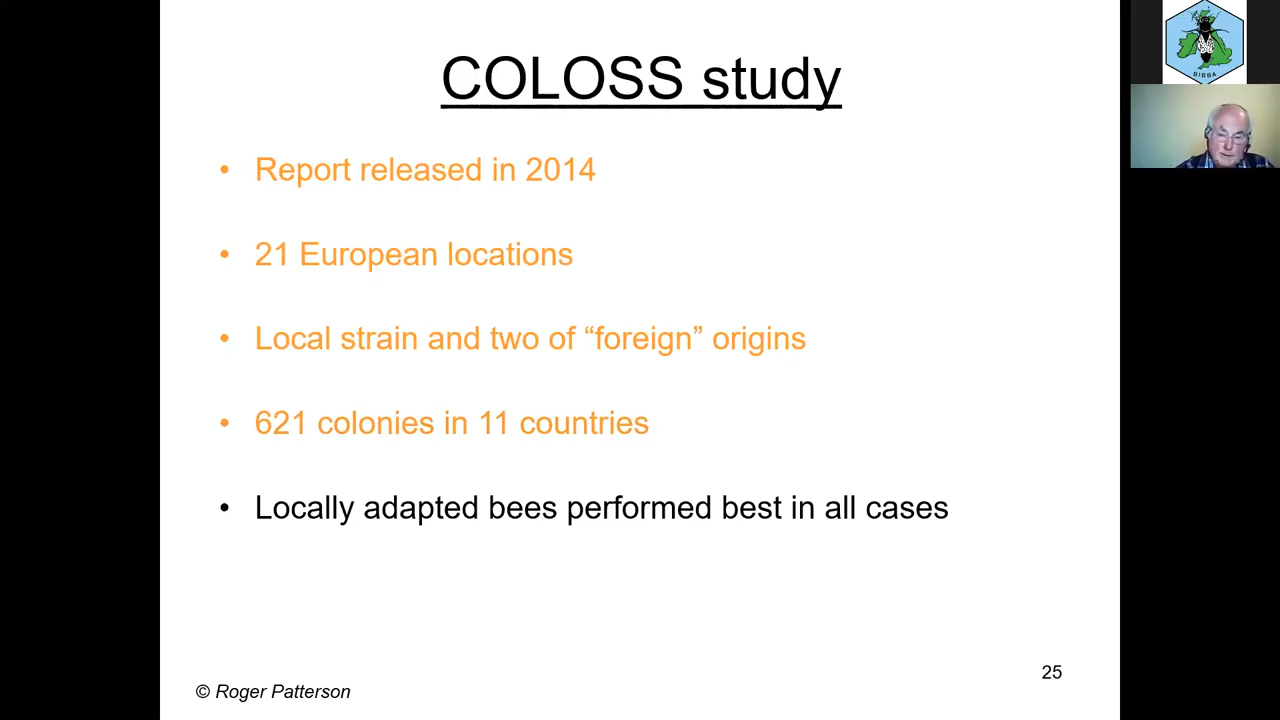 COLOSS study
• Report released in 2014
• 21 European locations
• Local strain and two of “foreign” origins
• 621 colonies in 11 countries
• Locally adapted bees performed best in all cases
25
© Roger Patterson
BIBBA